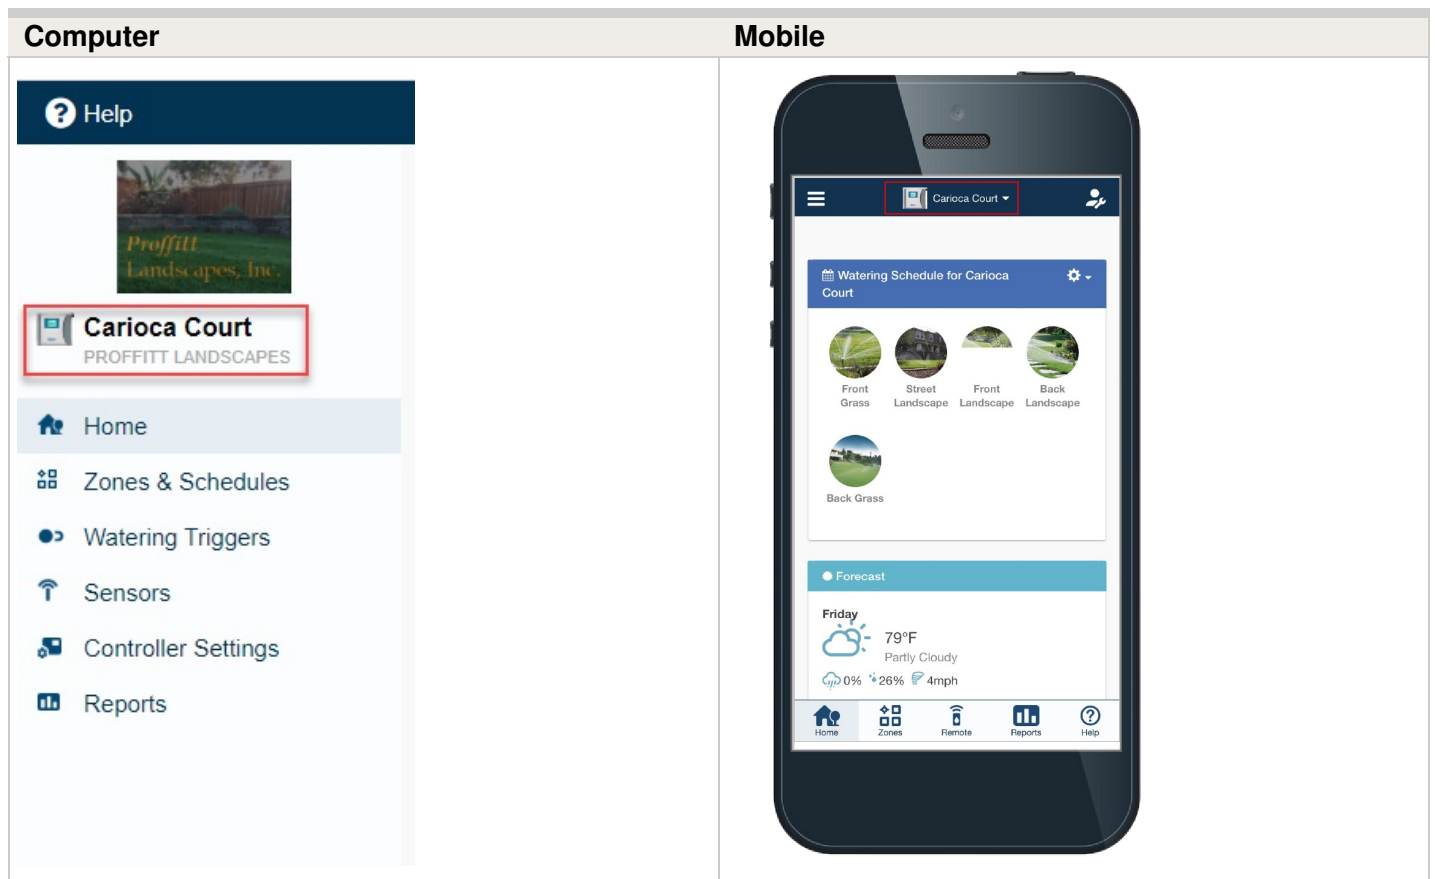 Computer
Mobile
Help
Proffitt
Landscapes, Inc.
Carioca Court
PROFFITT LANDSCAPES
Home
Zones & Schedules
Watering Triggers
Sensors
Controller Settings
Reports
Carioca Court
Watering Schedule for Carioca
Court
Front Street Front Back
Grass Landscape Landscape Landscape
Back Grass
Forecast
Friday
79°F
Partly Cloudy
0% 26% 4mph
Home Zones Remote Reports Help